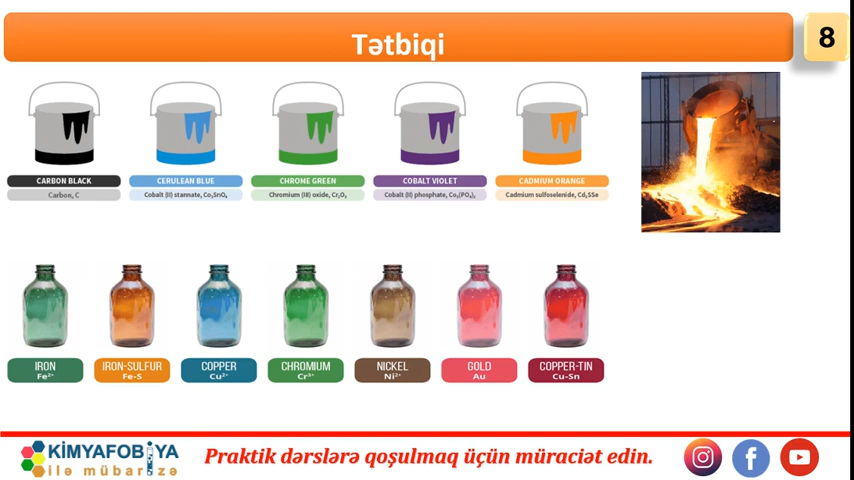 Tətbiqi
8
CARBON BLACK
Carbon, C
CERULEAN BLUE
Cobalt (II) stannate, Co₂SnO₄
CHROME GREEN
Chromium (III) oxide, Cr₂O₃
COBALT VIOLET
Cobalt (II) phosphate, Co₃(PO₄)₂
CADMIUM ORANGE
Cadmium sulfoselenide, Cd₂SSe
IRON
Fe²⁺
IRON-SULFUR
Fe-S
COPPER
Cu²⁺
CHROMIUM
Cr³⁺
NICKEL
Ni²⁺
GOLD
Au
COPPER-TIN
Cu-Sn
KİMYAFOBİYA
ilə mübarizə
Praktik dərslərə qoşulmaq üçün müraciət edin.